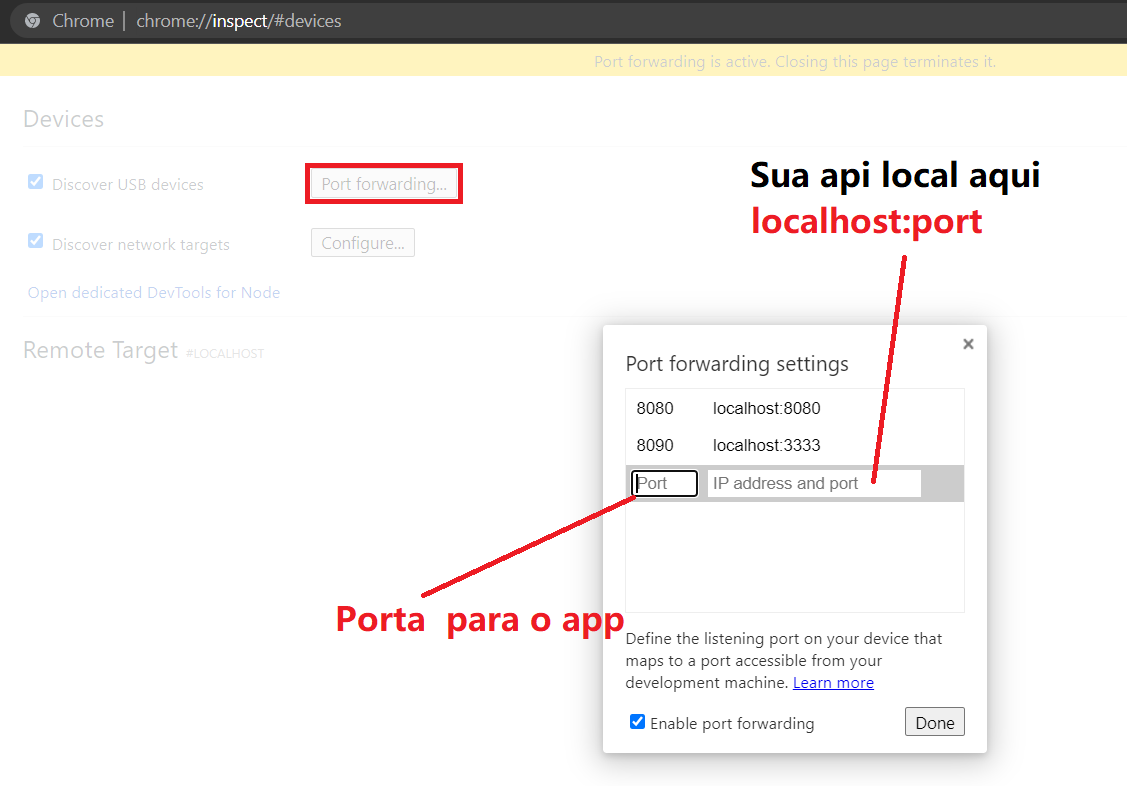 Chrome | chrome://inspect/#devices
Port forwarding is active. Closing this page terminates it.
Devices
Discover USB devices
Port forwarding...
Discover network targets
Configure...
Open dedicated DevTools for Node
Remote Target #LOCALHOST
Sua api local aqui
localhost:port
Port forwarding settings
8080 localhost:8080
8090 localhost:3333
Port IP address and port
Porta para o app
Define the listening port on your device that
maps to a port accessible from your
development machine. Learn more
Enable port forwarding
Done